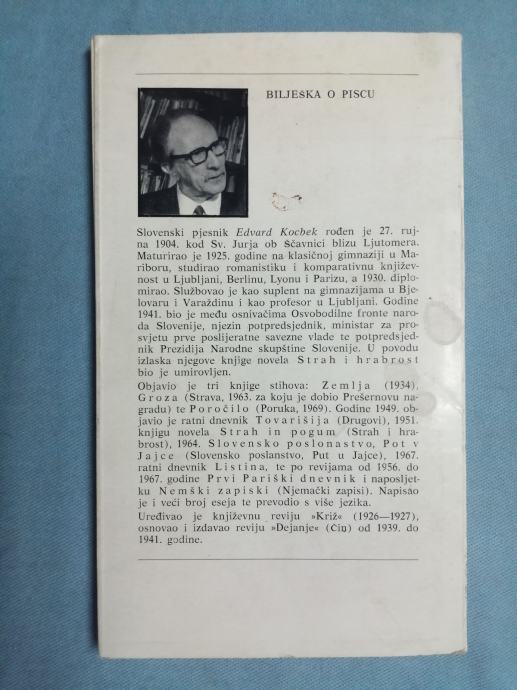 BILJEŠKA O PISCU
Slovenski pjesnik Edvard Kocbek rođen je 27. ruj-
na 1904. kod Sv. Jurja ob Ščavnici blizu Ljutomera.
Maturirao je 1925. godine na klasičnoj gimnaziji u Ma-
riboru, studirao romanistiku i komparativnu književ-
nost u Ljubljani, Berlinu, Lyonu i Parizu, a 1930. diplo-
mirao. Službovao je kao suplent na gimnazijama u Bje-
lovaru i Varaždinu i kao profesor u Ljubljani. Godine
1941. bio je među osnivačima Osvobodilne fronte naro-
da Slovenije, njezin potpredsjednik, ministar za pro-
svjetu prve poslijeratne savezne vlade te potpredsjed-
nik Prezidija Narodne skupštine Slovenije. U povodu
izlaska njegove knjige novela Strah i hrabrost
bio je umirovljen.
Objavio je tri knjige stihova: Zemlja (1934),
Groza (Strava, 1963. za koju je dobio Prešernovu na-
gradu) te Poročilo (Poruka, 1969). Godine 1949. ob-
javio je ratni dnevnik Tovarišija (Drugovi), 1951.
knjigu novela Strah in pogum (Strah i hra-
brost), 1964. Slovensko poslonastvo, Pot v
Jajce (Slovensko poslanstvo, Put u Jajce), 1967.
ratni dnevnik Listina, te po revijama od 1956. do
1967. godine Prvi Pariški dnevnik i naposljet-
ku Nemški zapiski (Njemački zapisi). Napisao
je i veći broj eseja te prevodio s više jezika.
Uređivao je književnu reviju »Križ« (1926—1927),
osnovao i izdavao reviju »Dejanje« (Čin) od 1939. do
1941. godine.